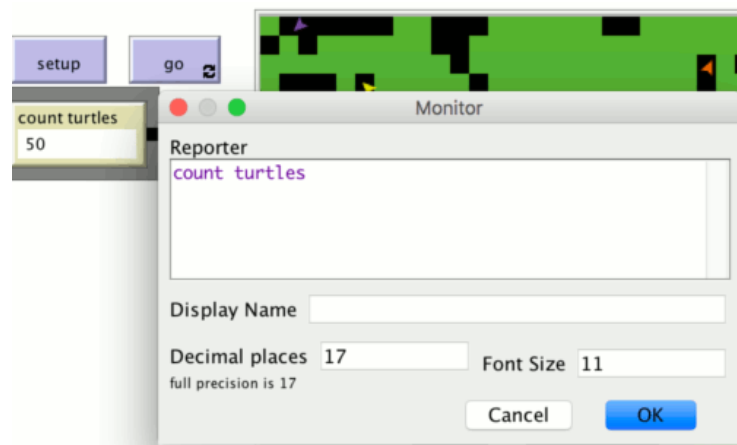 setup
go
count turtles
50
Monitor
Reporter
count turtles
Display Name
Decimal places 17
full precision is 17
Font Size 11
Cancel
OK